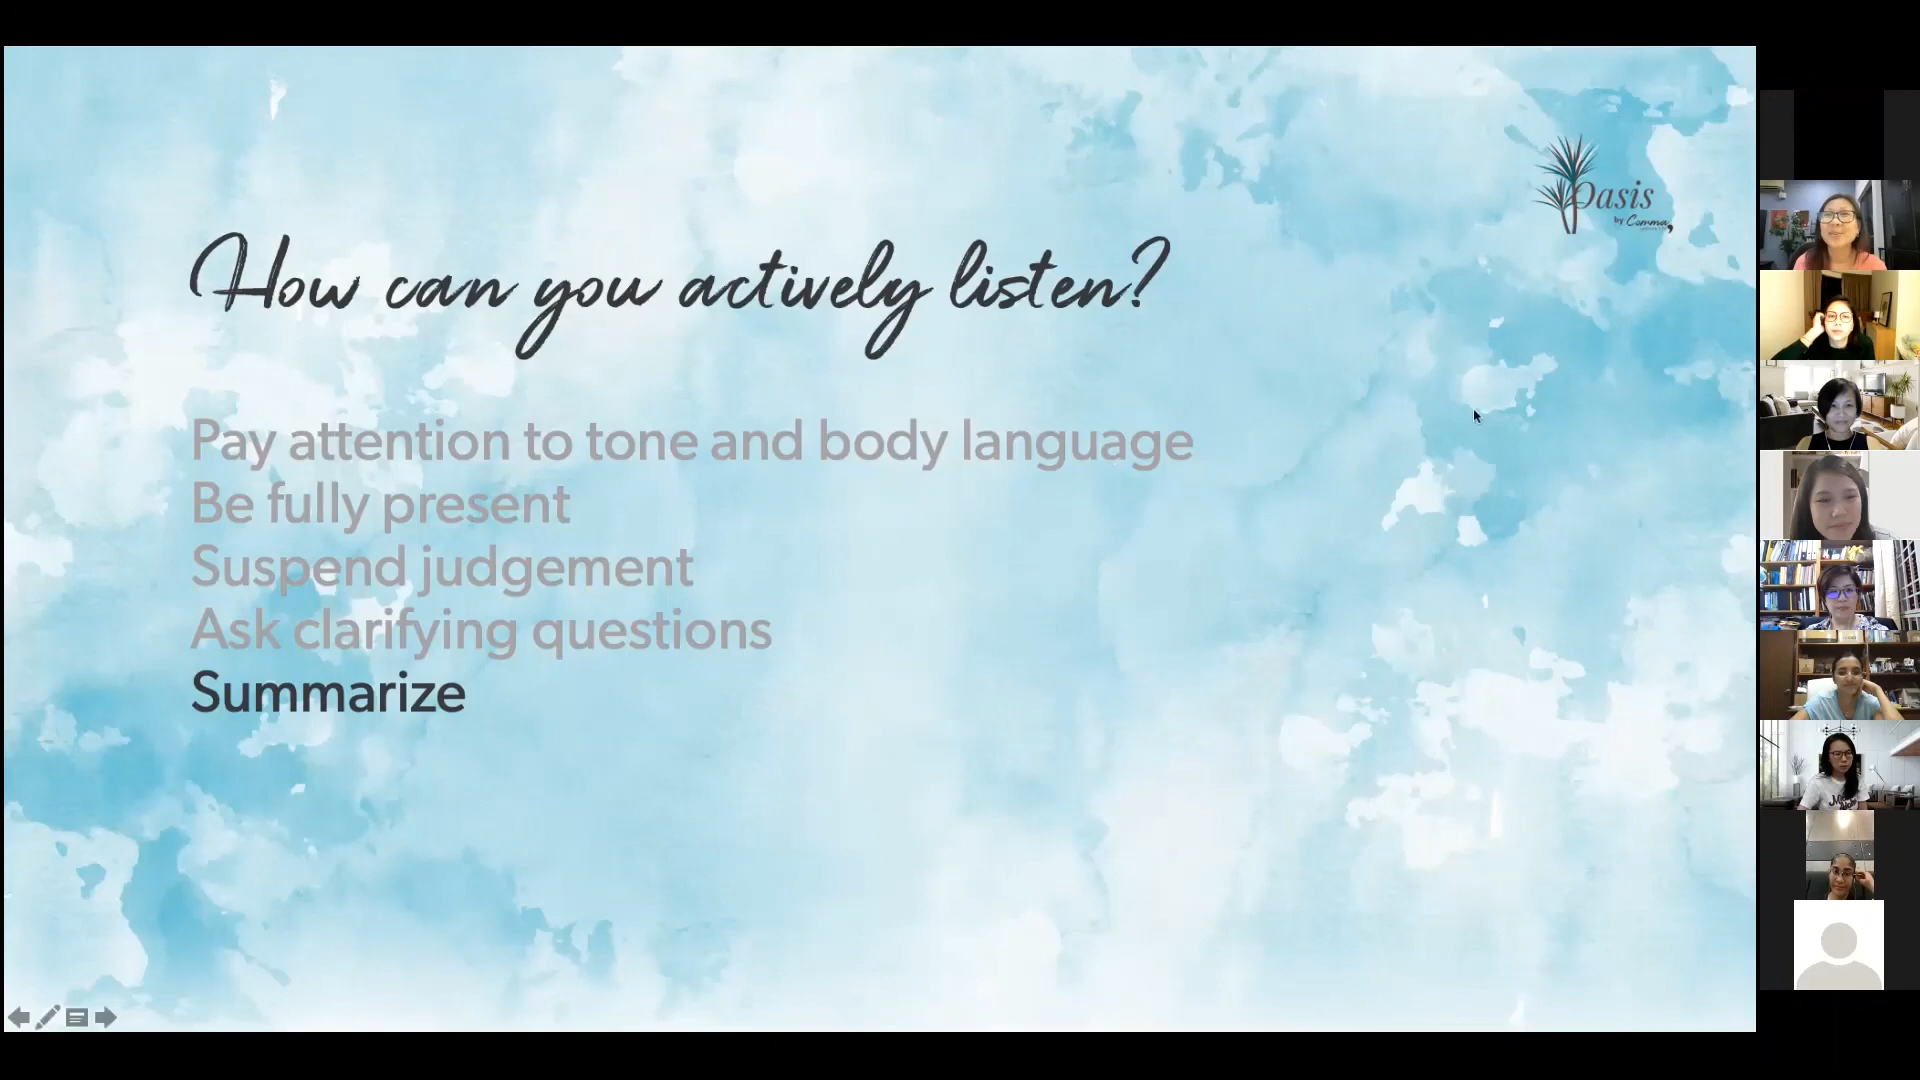 Oasis
by Comma,
How can you actively listen?
Pay attention to tone and body language
Be fully present
Suspend judgement
Ask clarifying questions
Summarize